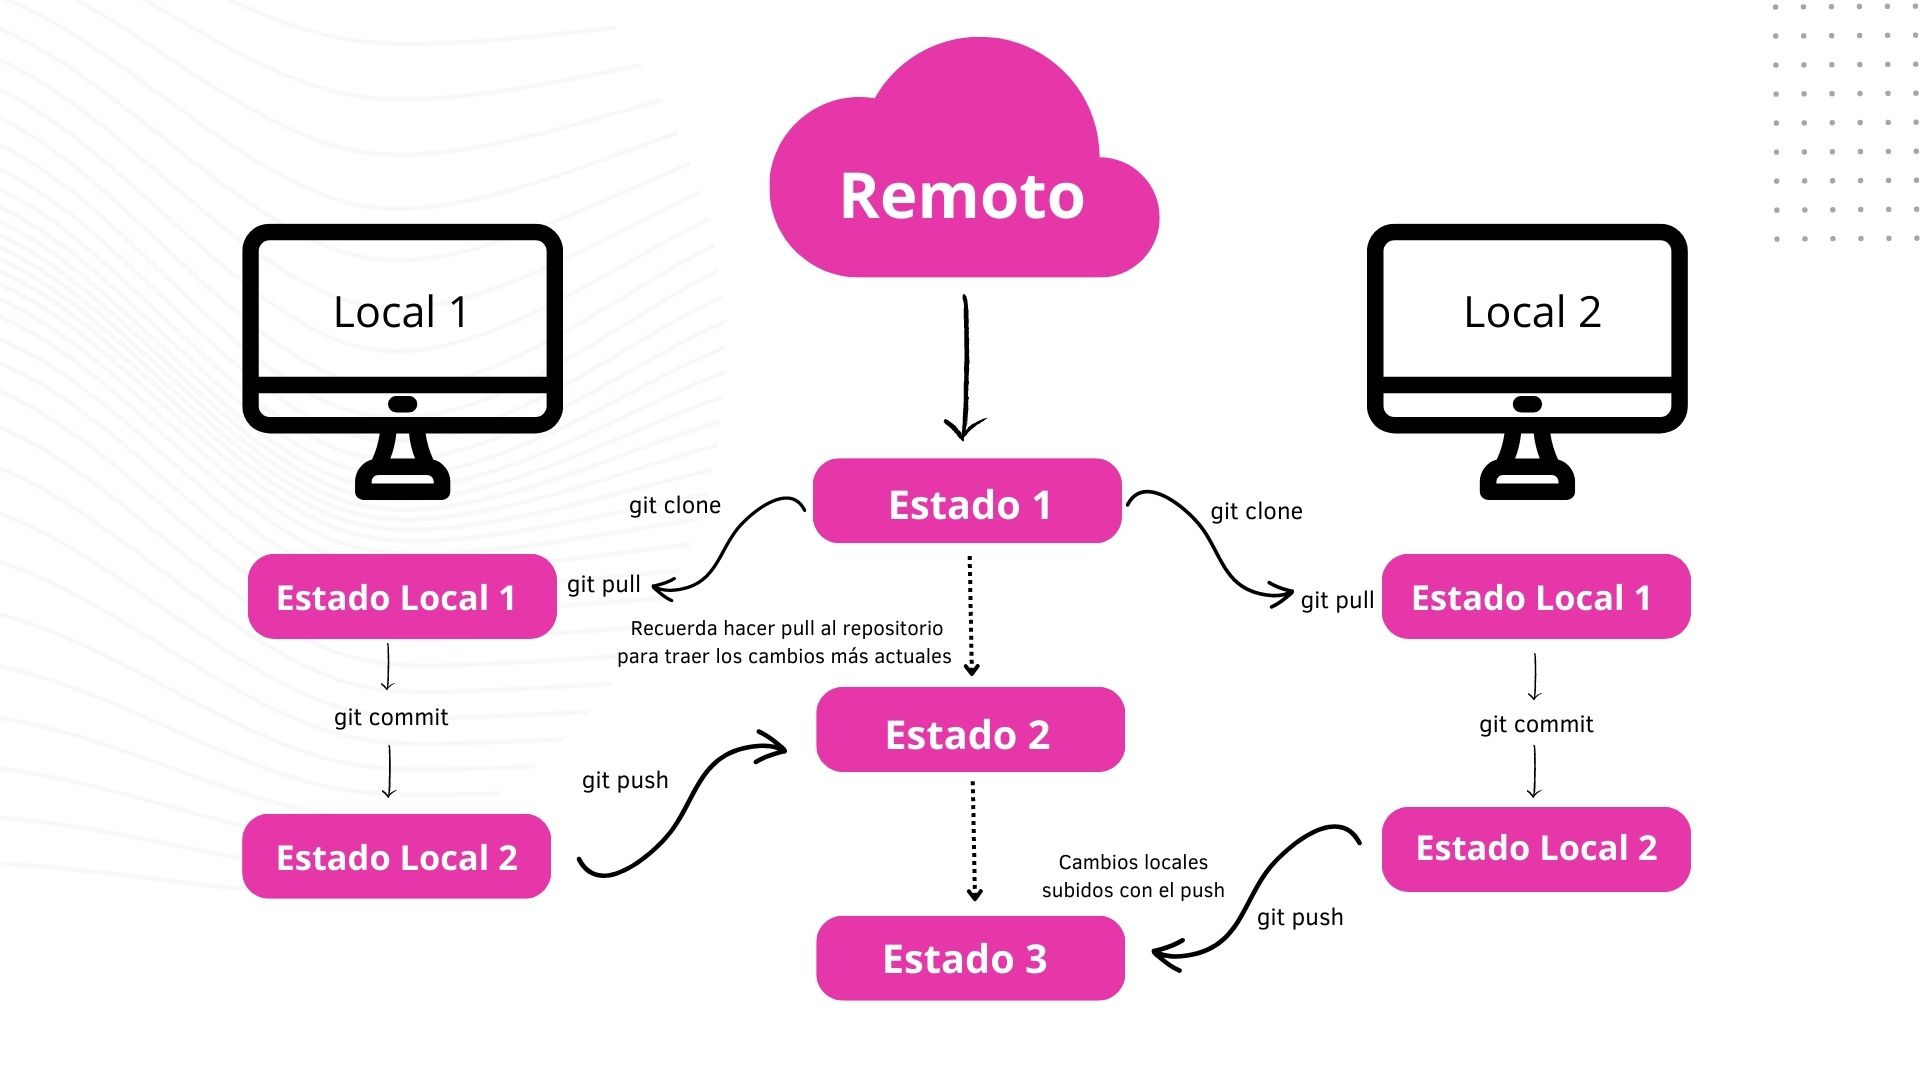 Remoto
Local 1
Local 2
Estado 1
git clone
git clone
git pull
git pull
Estado Local 1
Estado Local 1
Recuerda hacer pull al repositorio
para traer los cambios más actuales
git commit
git commit
Estado 2
git push
Estado Local 2
Estado Local 2
Cambios locales
subidos con el push
git push
Estado 3